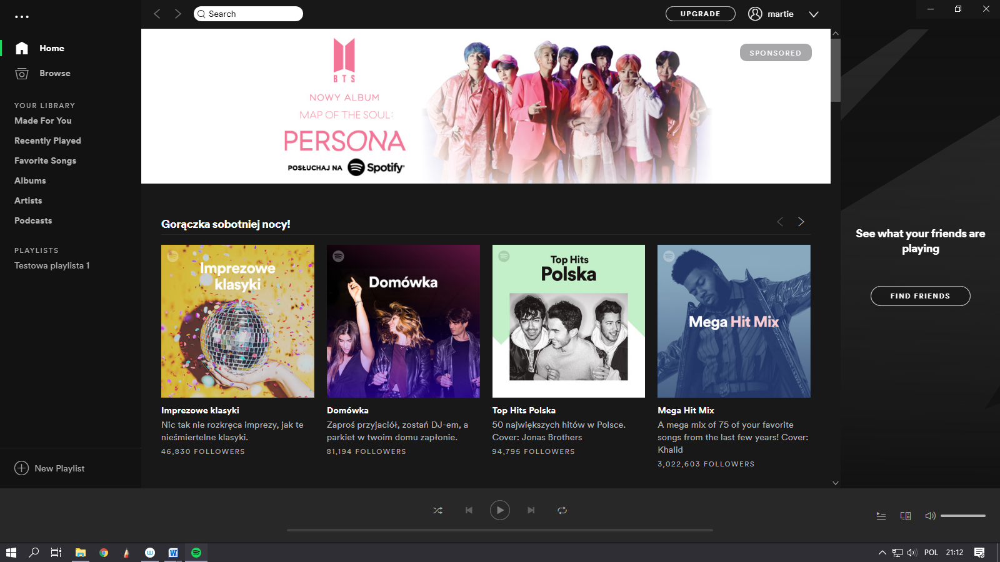 Search
UPGRADE
martie
Home
Browse
YOUR LIBRARY
Made For You
Recently Played
Favorite Songs
Albums
Artists
Podcasts
PLAYLISTS
Testowa playlista 1
New Playlist
SPONSORED
BTS
NOWY ALBUM
MAP OF THE SOUL:
PERSONA
POSŁUCHAJ NA Spotify
Gorączka sobotniej nocy!
Imprezowe
klasyki
Domówka
Top Hits
Polska
Mega Hit Mix
Imprezowe klasyki
Nic tak nie rozkręca imprezy, jak te
nieśmiertelne klasyki.
46,830 FOLLOWERS
Domówka
Zaproś przyjaciół, zostań DJ-em, a
parkiet w twoim domu zapłonie.
81,194 FOLLOWERS
Top Hits Polska
50 największych hitów w Polsce.
Cover: Jonas Brothers
94,795 FOLLOWERS
Mega Hit Mix
A mega mix of 75 of your favorite
songs from the last few years! Cover:
Khalid
3,022,603 FOLLOWERS
See what your friends are
playing
FIND FRIENDS
POL 21:12